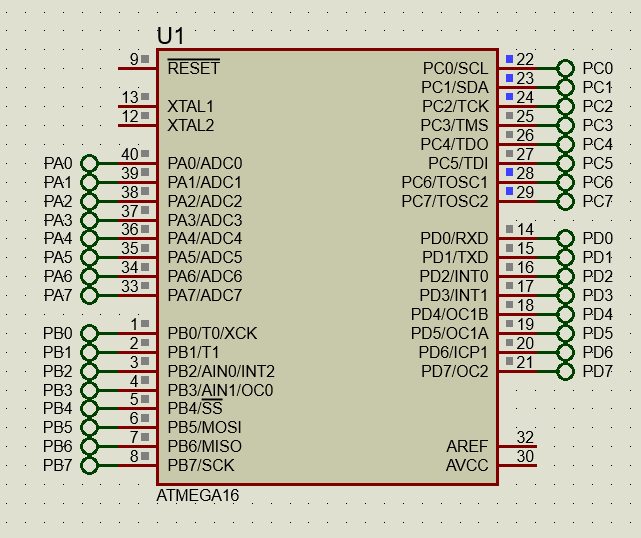 U1
9 RESET PC0/SCL 22 PC0
PC1/SDA 23 PC1
13 XTAL1 PC2/TCK 24 PC2
12 XTAL2 PC3/TMS 25 PC3
PC4/TDO 26 PC4
PA0 40 PA0/ADC0 PC5/TDI 27 PC5
PA1 39 PA1/ADC1 PC6/TOSC1 28 PC6
PA2 38 PA2/ADC2 PC7/TOSC2 29 PC7
PA3 37 PA3/ADC3
PA4 36 PA4/ADC4 PD0/RXD 14 PD0
PA5 35 PA5/ADC5 PD1/TXD 15 PD1
PA6 34 PA6/ADC6 PD2/INT0 16 PD2
PA7 33 PA7/ADC7 PD3/INT1 17 PD3
PD4/OC1B 18 PD4
PB0 1 PB0/T0/XCK PD5/OC1A 19 PD5
PB1 2 PB1/T1 PD6/ICP1 20 PD6
PB2 3 PB2/AIN0/INT2 PD7/OC2 21 PD7
PB3 4 PB3/AIN1/OC0
PB4 5 PB4/SS
PB5 6 PB5/MOSI
PB6 7 PB6/MISO AREF 32
PB7 8 PB7/SCK AVCC 30
ATMEGA16